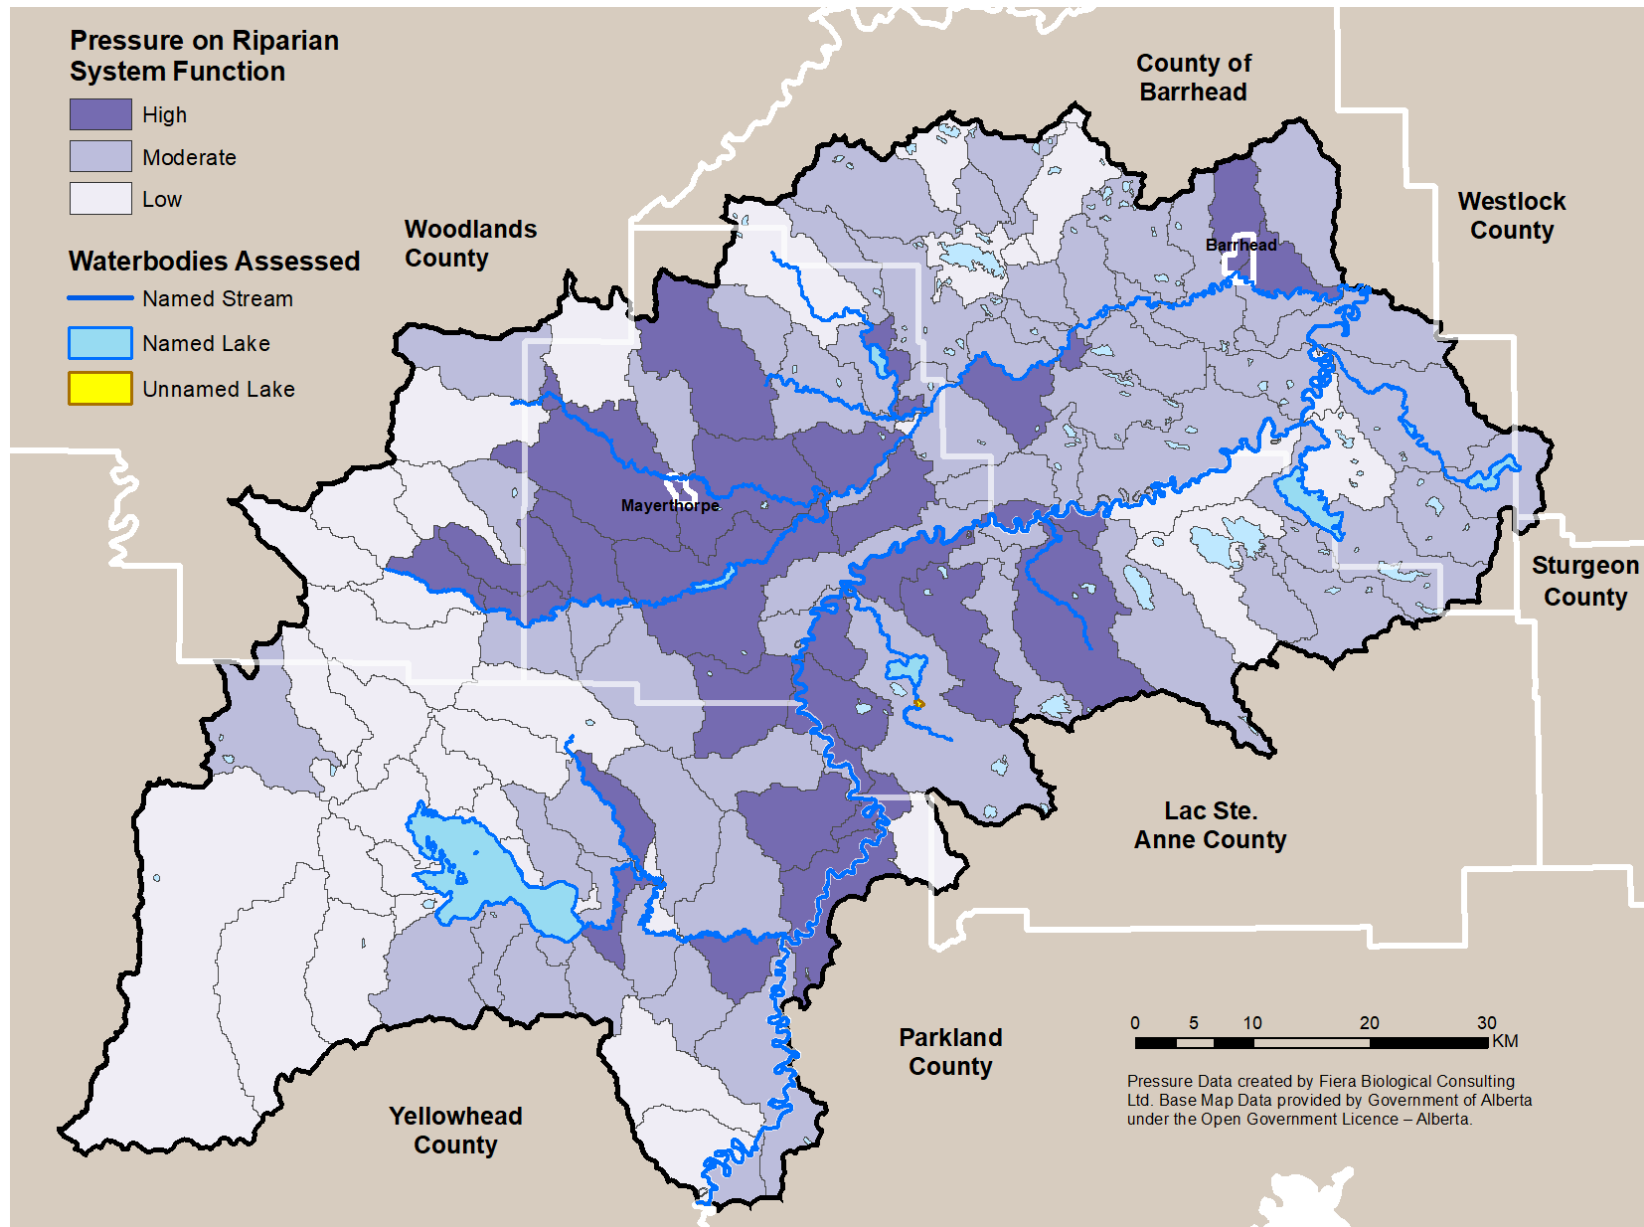 Pressure on Riparian
System Function
High
Moderate
Low
Waterbodies Assessed
Named Stream
Named Lake
Unnamed Lake
County of
Barrhead
Woodlands
County
Westlock
County
Barrhead
Mayerthorpe
Sturgeon
County
Lac Ste.
Anne County
Parkland
County
Yellowhead
County
0 5 10 20 30
KM
Pressure Data created by Fiera Biological Consulting
Ltd. Base Map Data provided by Government of Alberta
under the Open Government Licence – Alberta.